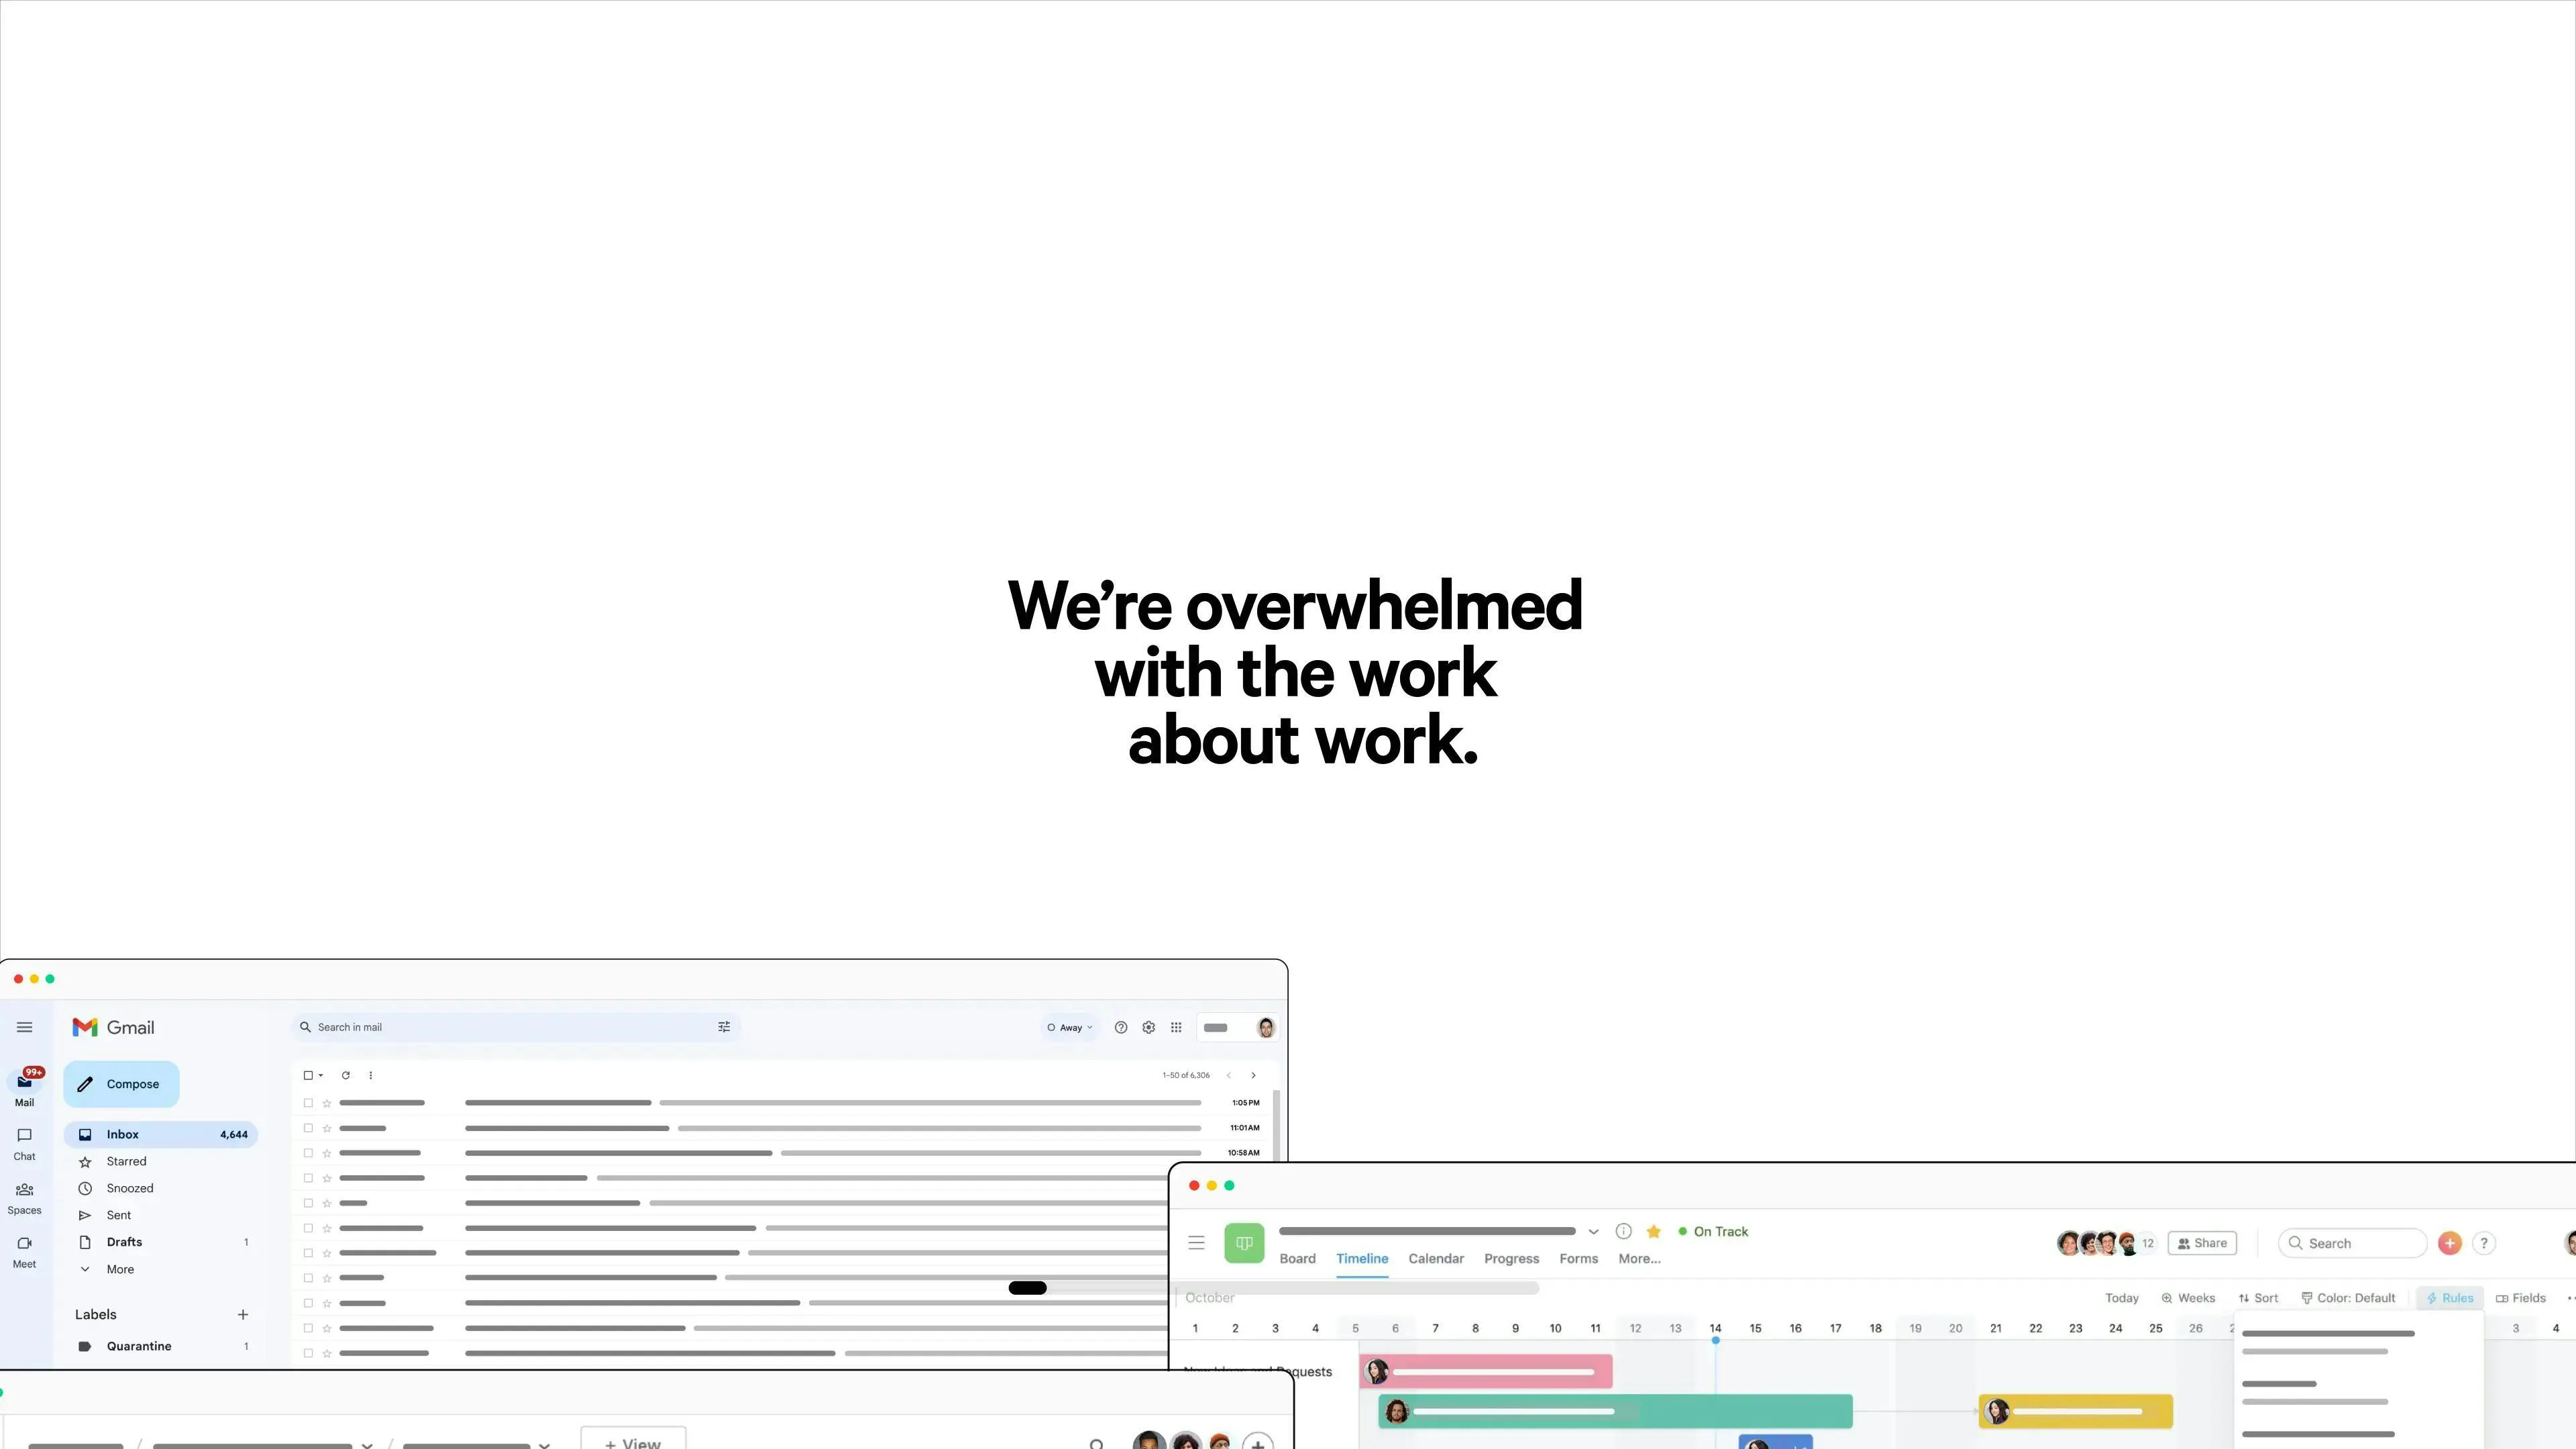 We’re overwhelmed
with the work
about work.
Gmail
Search in mail
Away
99+
Mail
Compose
1-50 of 6,306
1:05 PM
Inbox 4,644
11:01 AM
Chat
Starred
10:58 AM
Snoozed
Spaces
Sent
Drafts 1
Meet
More
Labels +
Quarantine 1
On Track
12
Share
Search
+ ?
Board Timeline Calendar Progress Forms More...
October
Today Weeks Sort Color: Default Rules Fields
1 2 3 4 5 6 7 8 9 10 11 12 13 14 15 16 17 18 19 20 21 22 23 24 25 26 3 4
+ View